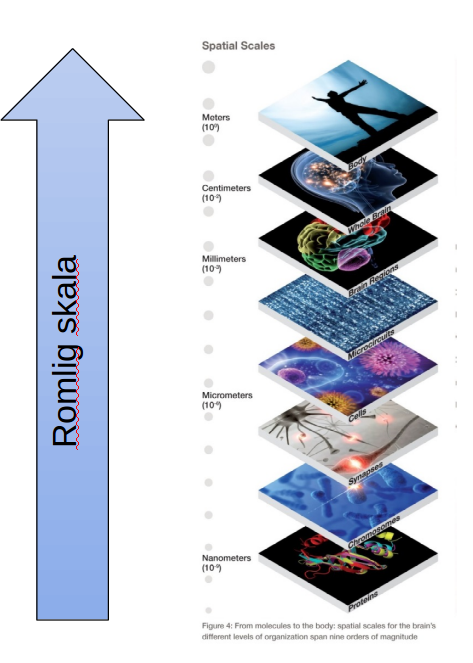 Spatial Scales
Romlig skala
Meters
(10⁰)
Centimeters
(10⁻²)
Millimeters
(10⁻³)
Micrometers
(10⁻⁶)
Nanometers
(10⁻⁹)
Body
Whole Brain
Brain Regions
Microcircuits
Cells
Synapses
Chromosomes
Proteins
Figure 4: From molecules to the body: spatial scales for the brain's
different levels of organization span nine orders of magnitude